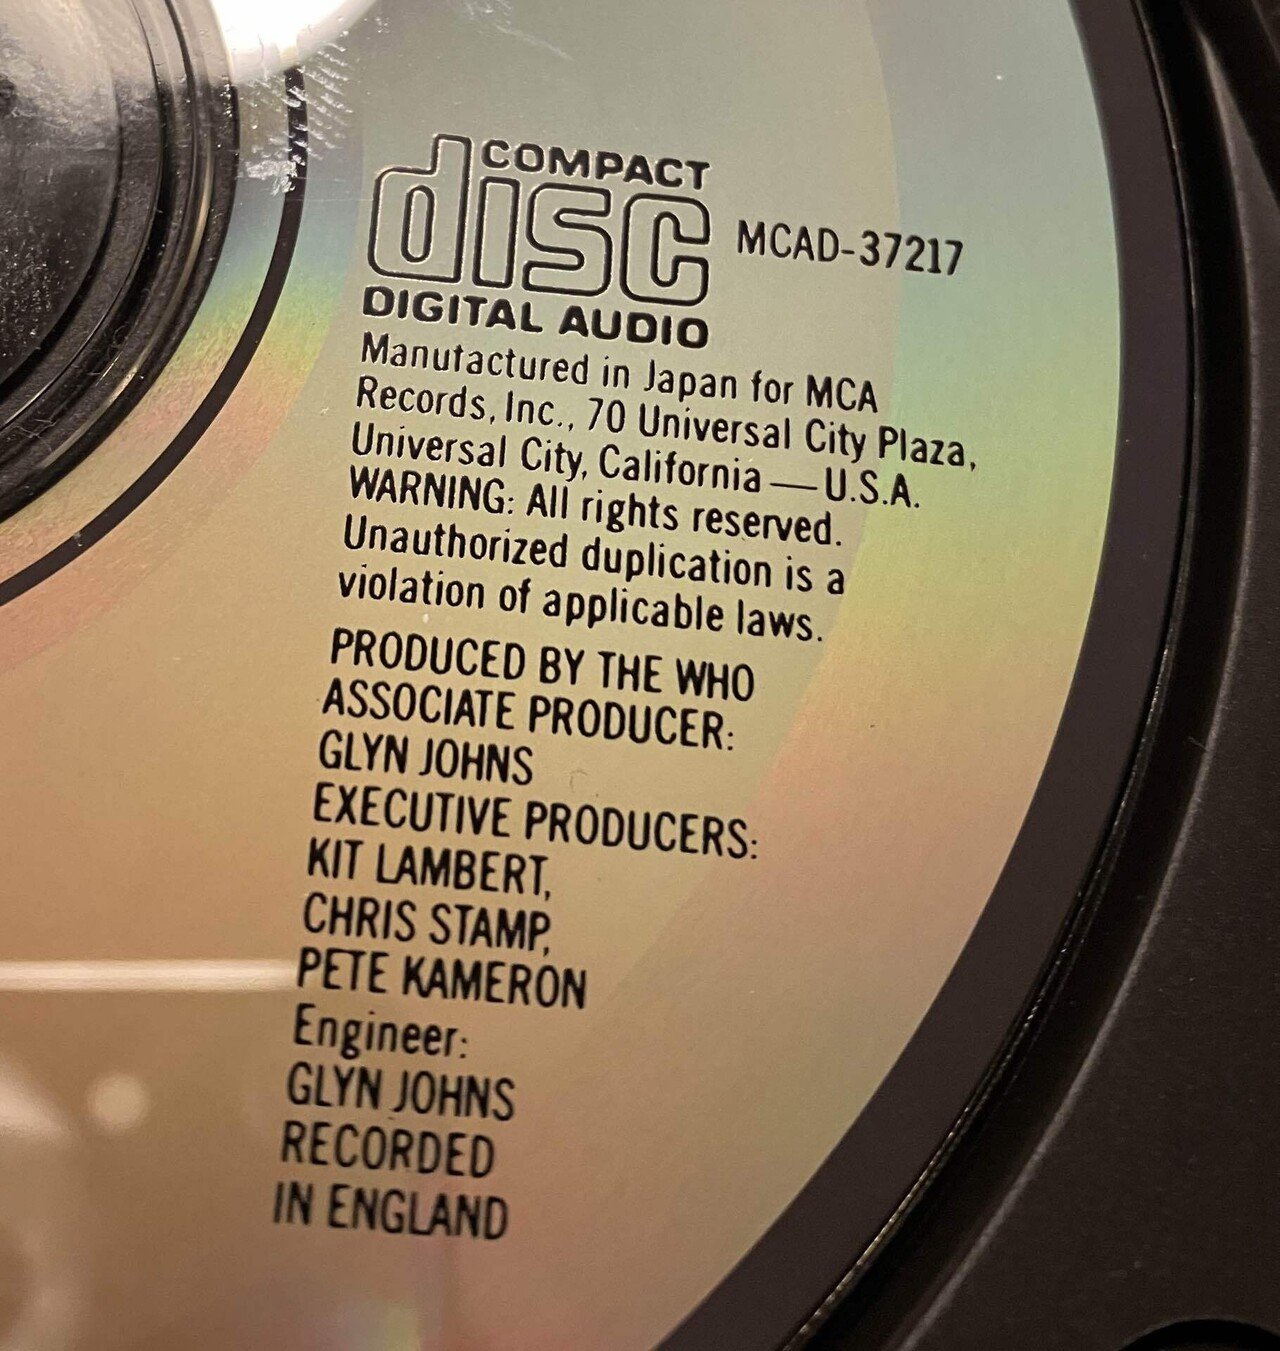 COMPACT
disc
DIGITAL AUDIO
MCAD-37217
Manufactured in Japan for MCA
Records, Inc., 70 Universal City Plaza,
Universal City, California — U.S.A.
WARNING: All rights reserved.
Unauthorized duplication is a
violation of applicable laws.
PRODUCED BY THE WHO
ASSOCIATE PRODUCER:
GLYN JOHNS
EXECUTIVE PRODUCERS:
KIT LAMBERT,
CHRIS STAMP,
PETE KAMERON
Engineer:
GLYN JOHNS
RECORDED
IN ENGLAND